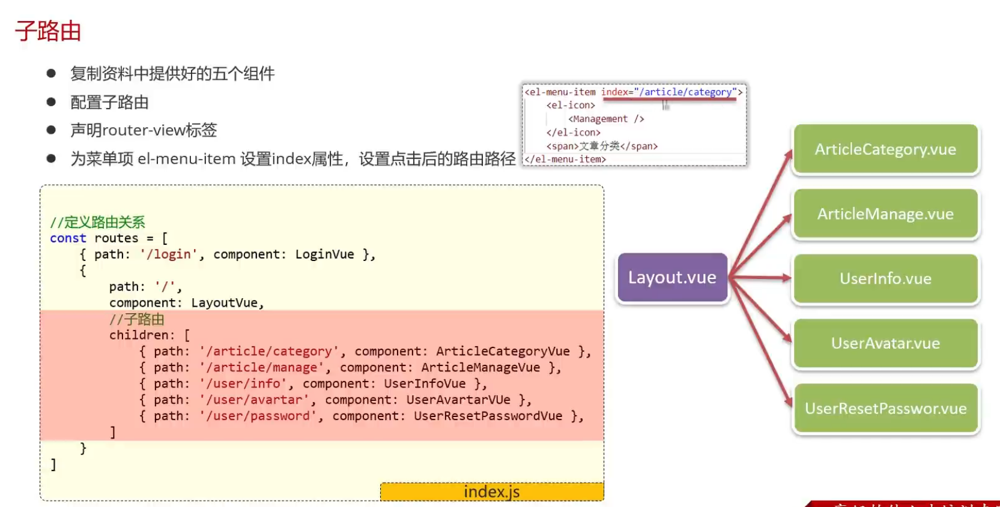 子路由
复制资料中提供好的五个组件
配置子路由
声明router-view标签
为菜单项 el-menu-item 设置index属性，设置点击后的路由路径
<el-menu-item index="/article/category">
<el-icon>
<Management />
</el-icon>
<span>文章分类</span>
</el-menu-item>
//定义路由关系
const routes = [
{ path: '/login', component: LoginVue },
{
path: '/',
component: LayoutVue,
//子路由
children: [
{ path: '/article/category', component: ArticleCategoryVue },
{ path: '/article/manage', component: ArticleManageVue },
{ path: '/user/info', component: UserInfoVue },
{ path: '/user/avartar', component: UserAvartarVUe },
{ path: '/user/password', component: UserResetPasswordVue },
]
}
]
index.js
Layout.vue
ArticleCategory.vue
ArticleManage.vue
UserInfo.vue
UserAvatar.vue
UserResetPasswor.vue